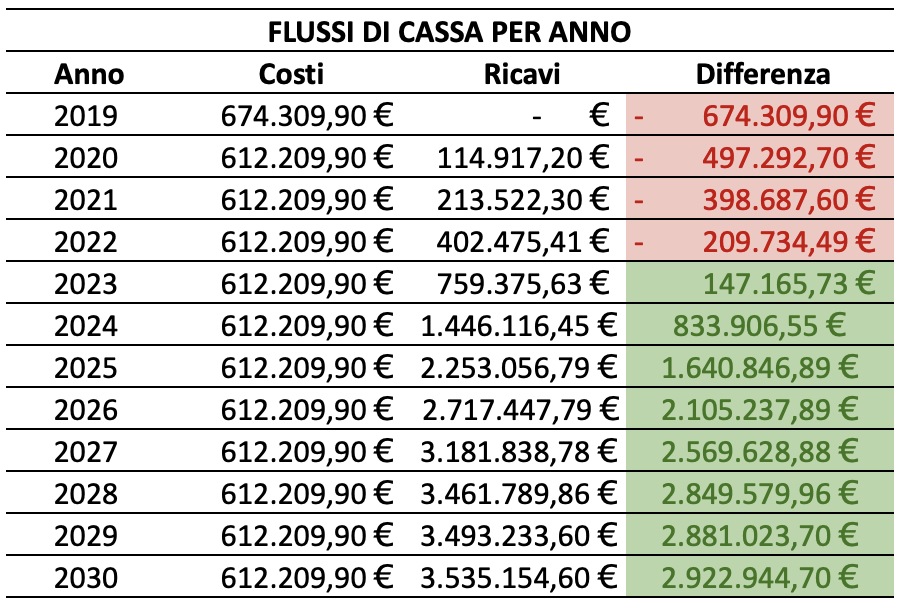 FLUSSI DI CASSA PER ANNO
Anno Costi Ricavi Differenza
2019 674.309,90 € - € - 674.309,90 €
2020 612.209,90 € 114.917,20 € - 497.292,70 €
2021 612.209,90 € 213.522,30 € - 398.687,60 €
2022 612.209,90 € 402.475,41 € - 209.734,49 €
2023 612.209,90 € 759.375,63 € 147.165,73 €
2024 612.209,90 € 1.446.116,45 € 833.906,55 €
2025 612.209,90 € 2.253.056,79 € 1.640.846,89 €
2026 612.209,90 € 2.717.447,79 € 2.105.237,89 €
2027 612.209,90 € 3.181.838,78 € 2.569.628,88 €
2028 612.209,90 € 3.461.789,86 € 2.849.579,96 €
2029 612.209,90 € 3.493.233,60 € 2.881.023,70 €
2030 612.209,90 € 3.535.154,60 € 2.922.944,70 €